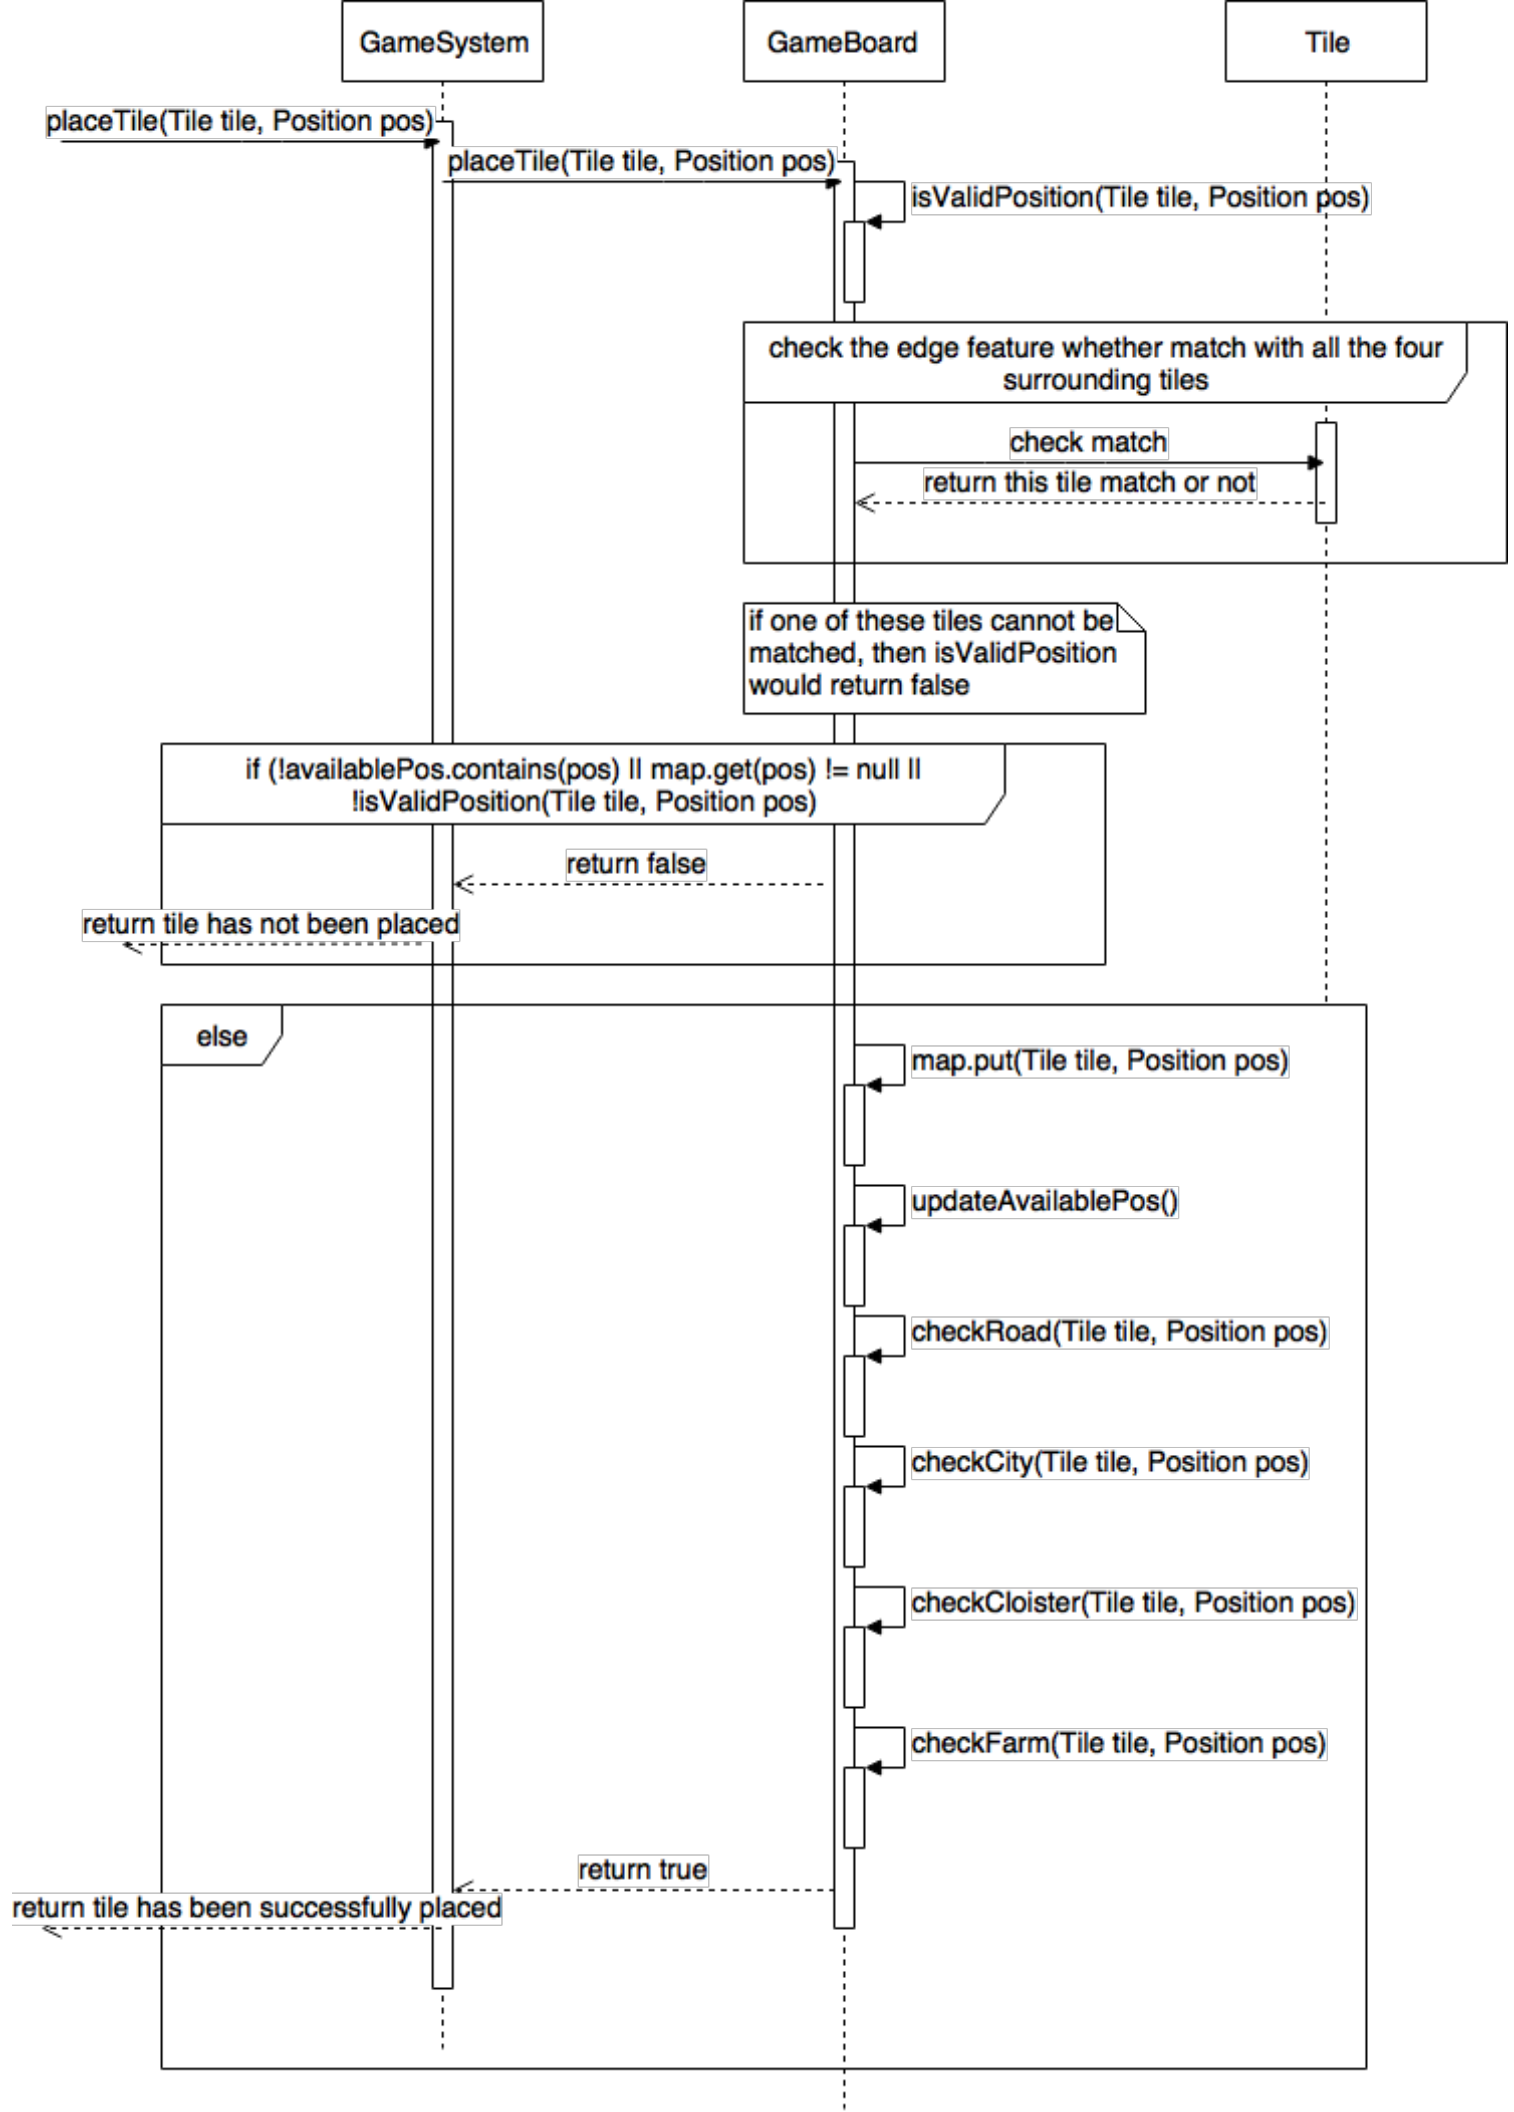 GameSystem
GameBoard
Tile
placeTile(Tile tile, Position pos)
placeTile(Tile tile, Position pos)
isValidPosition(Tile tile, Position pos)
check the edge feature whether match with all the four
surrounding tiles
check match
return this tile match or not
if one of these tiles cannot be
matched, then isValidPosition
would return false
if (!availablePos.contains(pos) || map.get(pos) != null ||
!isValidPosition(Tile tile, Position pos)
return false
return tile has not been placed
else
map.put(Tile tile, Position pos)
updateAvailablePos()
checkRoad(Tile tile, Position pos)
checkCity(Tile tile, Position pos)
checkCloister(Tile tile, Position pos)
checkFarm(Tile tile, Position pos)
return true
return tile has been successfully placed